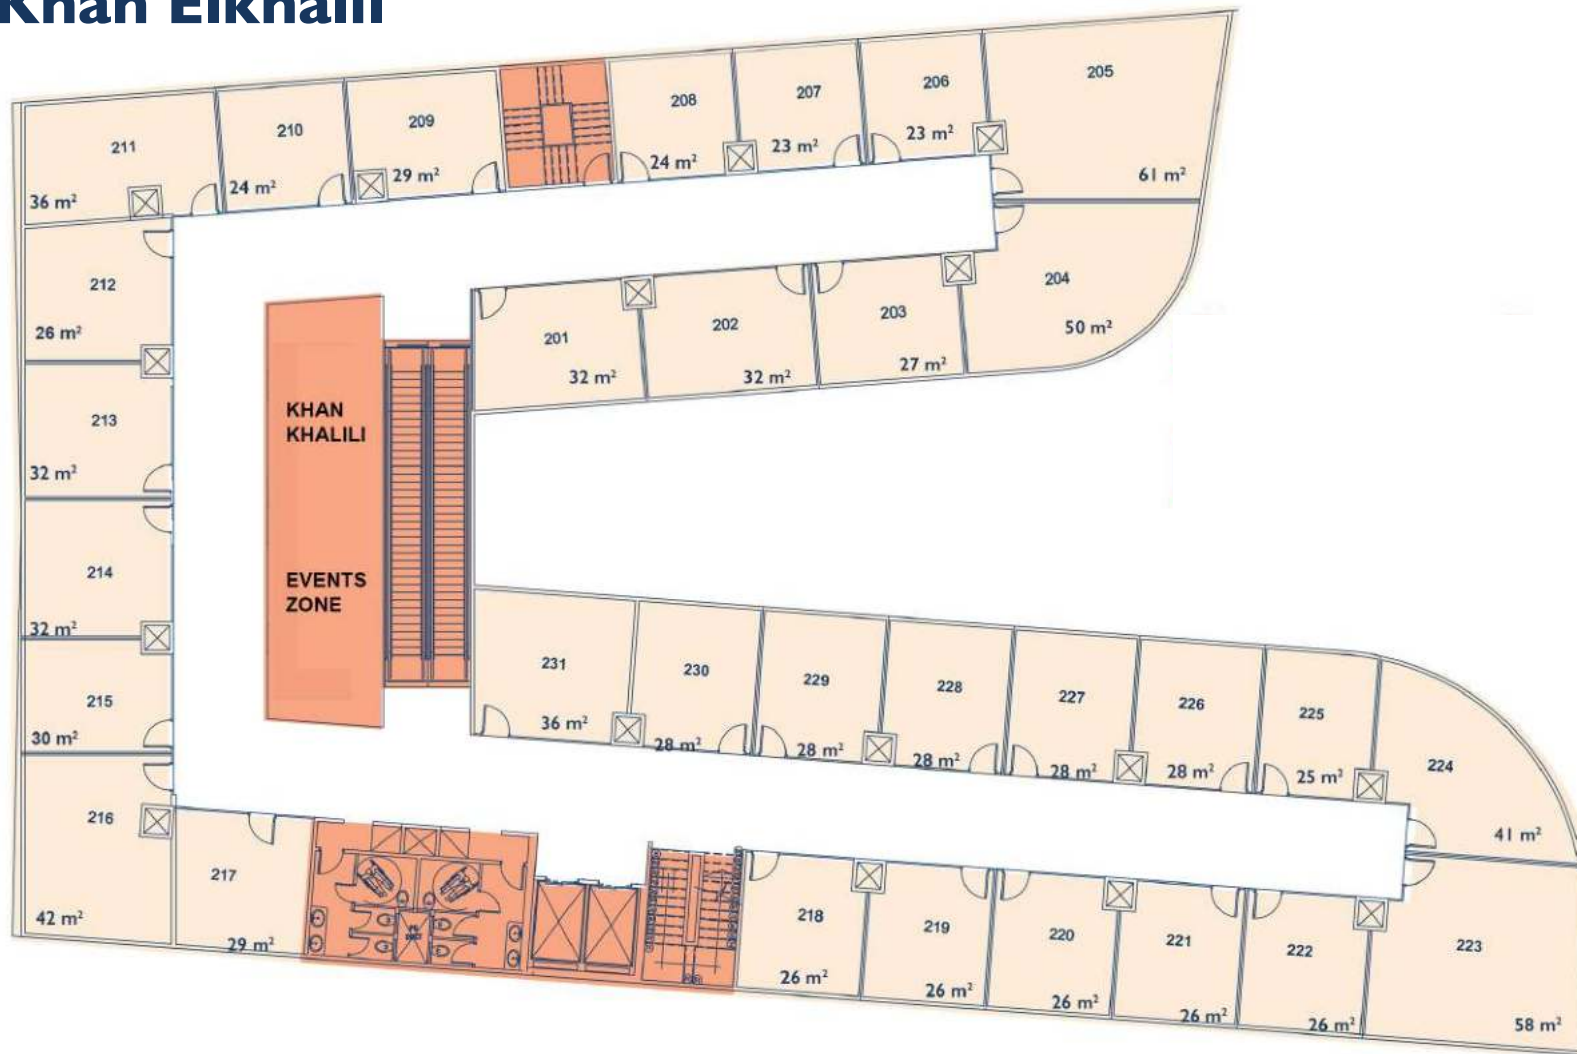 Khan Elkhalili
205
206
207
208
209
210
211
23 m²
23 m²
24 m²
61 m²
29 m²
24 m²
36 m²
212
26 m²
204
50 m²
203
27 m²
202
32 m²
201
32 m²
KHAN
KHALILI
213
32 m²
214
32 m²
EVENTS
ZONE
215
30 m²
231
36 m²
230
28 m²
229
28 m²
228
28 m²
227
28 m²
226
28 m²
225
25 m²
224
41 m²
216
42 m²
217
29 m²
218
26 m²
219
26 m²
220
26 m²
221
26 m²
222
26 m²
223
58 m²